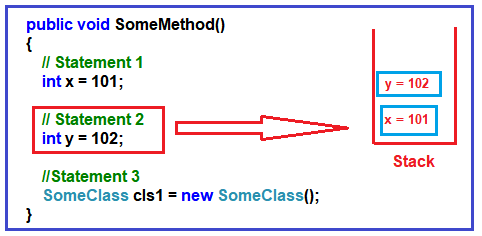 public void SomeMethod()
{
// Statement 1
int x = 101;
// Statement 2
int y = 102;
//Statement 3
SomeClass cls1 = new SomeClass();
}
y = 102
x = 101
Stack